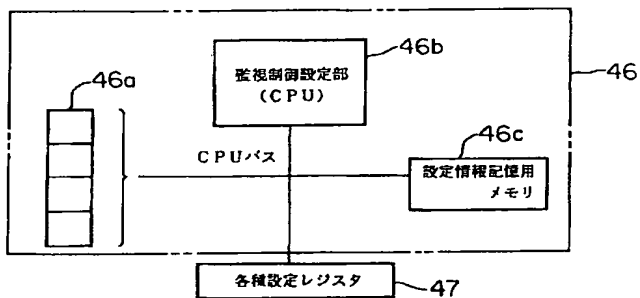 46b
46
46a
監視制御設定部
(CPU)
46c
CPUバス
設定情報記憶用
メモリ
各種設定レジスタ
47